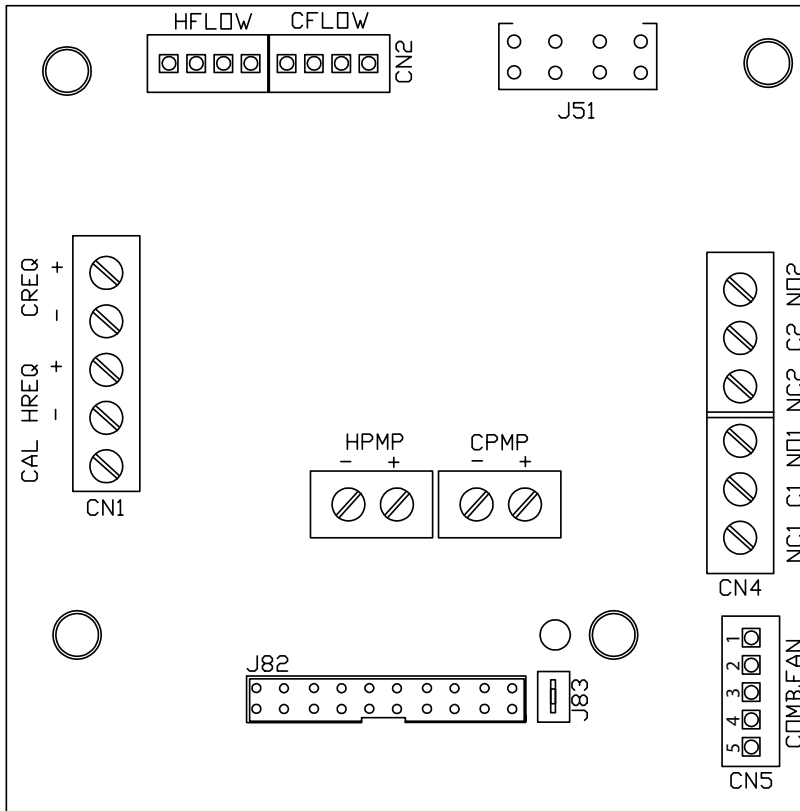 HFLOW CFLOW
CN2
J51
CREQ + -
CAL HREQ + -
CN1
HPMP
- +
CPMP
- +
NC2 C2 NO2
NC1 C1 NO1
CN4
J82
J83
1
2
3
4
5
COMB.FAN
CN5